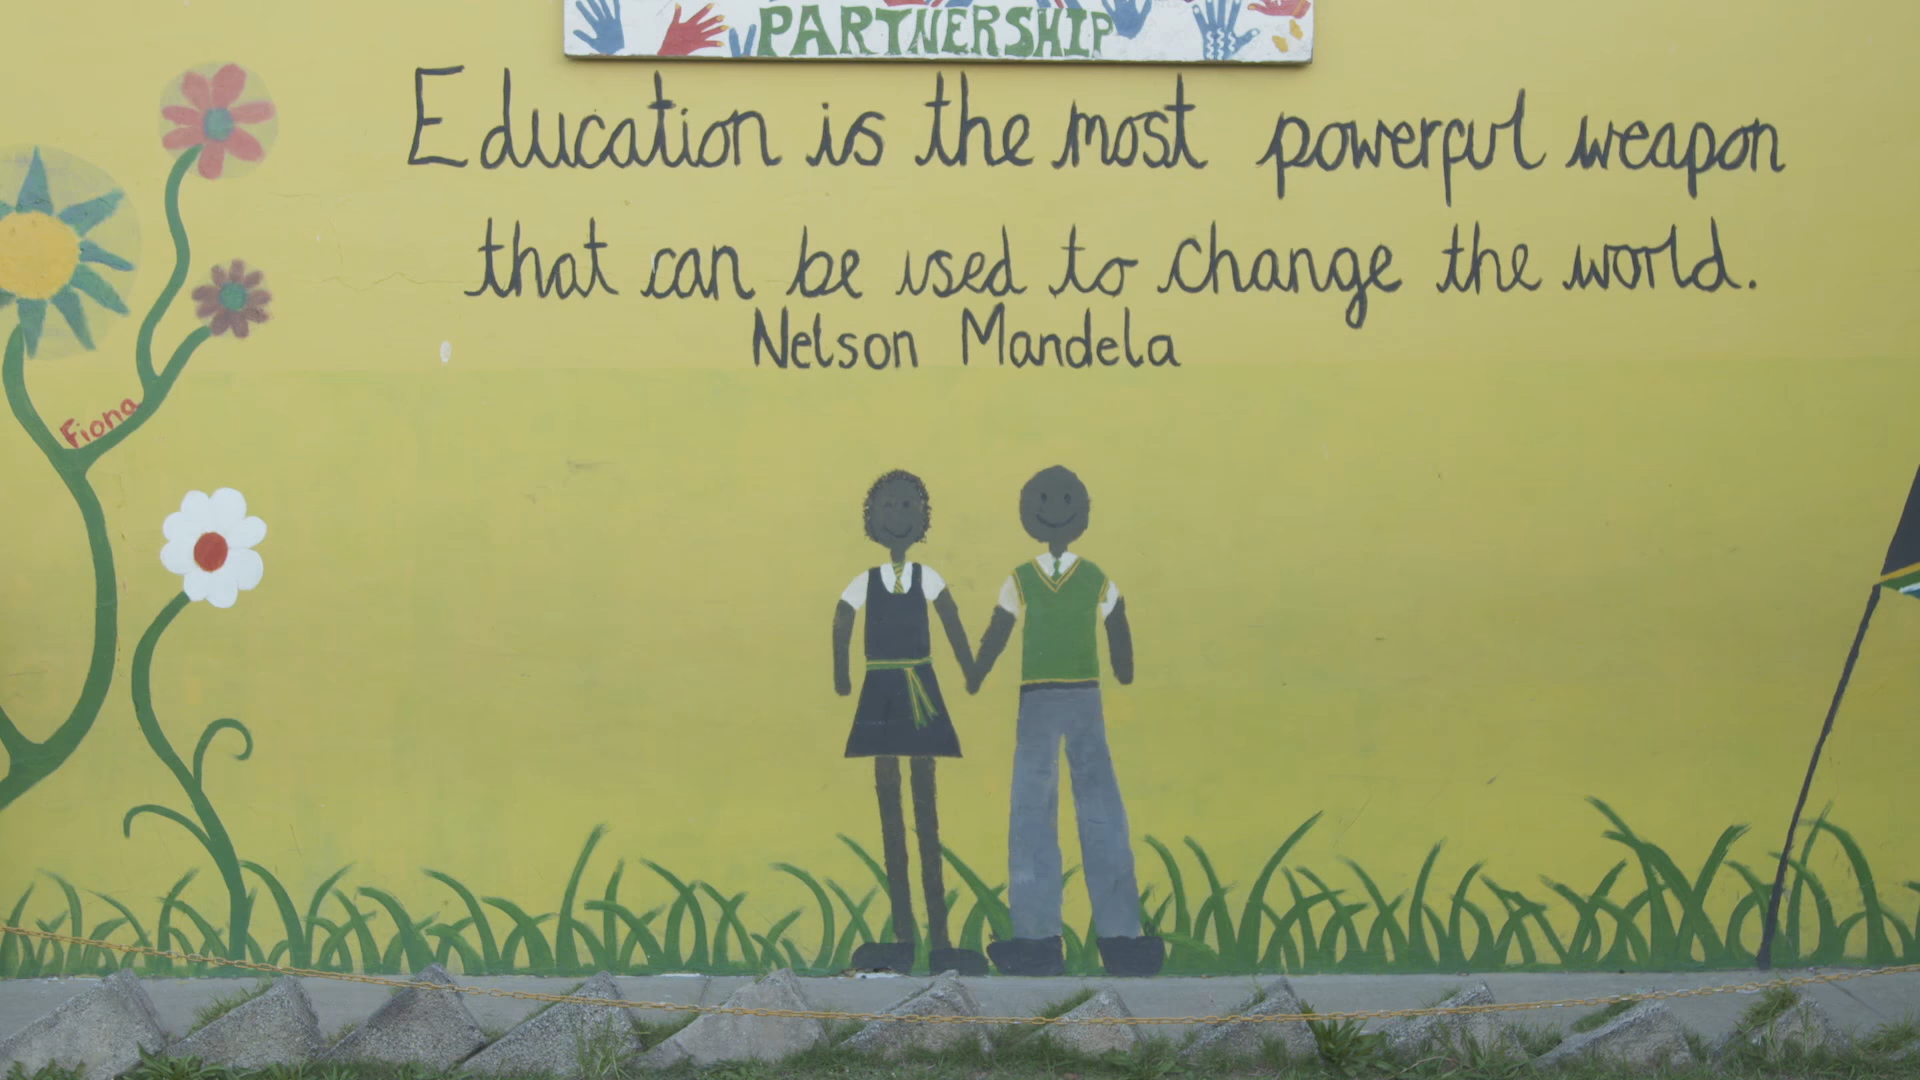 PARTNERSHIP
Education is the most powerful weapon
that can be used to change the world.
Nelson Mandela
Fiona